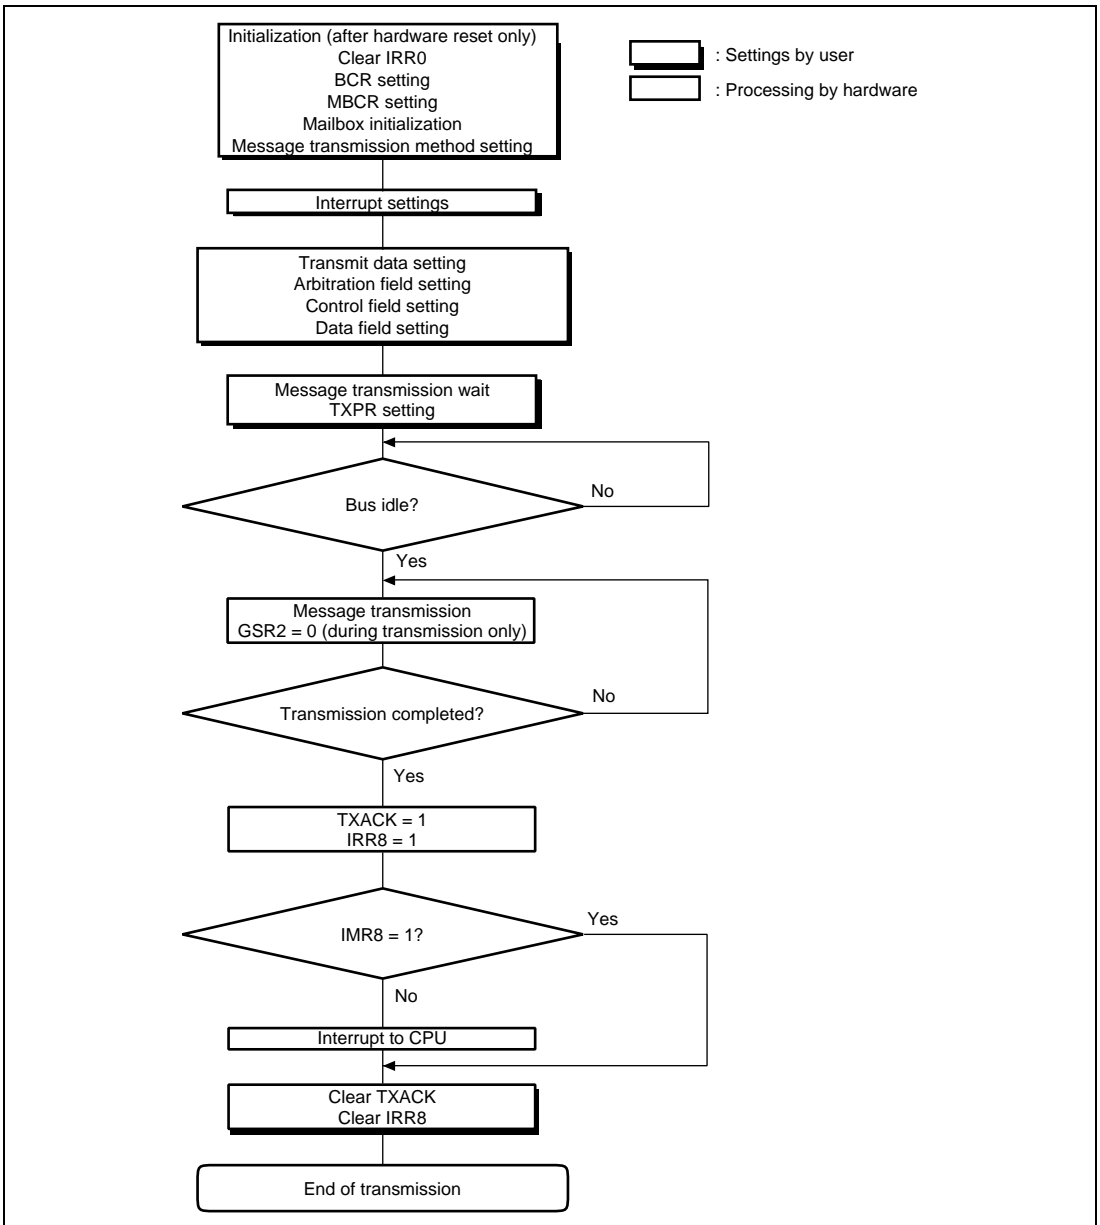 Initialization (after hardware reset only)
Clear IRR0
BCR setting
MBCR setting
Mailbox initialization
Message transmission method setting
: Settings by user
: Processing by hardware
Interrupt settings
Transmit data setting
Arbitration field setting
Control field setting
Data field setting
Message transmission wait
TXPR setting
Bus idle?
No
Yes
Message transmission
GSR2 = 0 (during transmission only)
Transmission completed?
No
Yes
TXACK = 1
IRR8 = 1
IMR8 = 1?
Yes
No
Interrupt to CPU
Clear TXACK
Clear IRR8
End of transmission